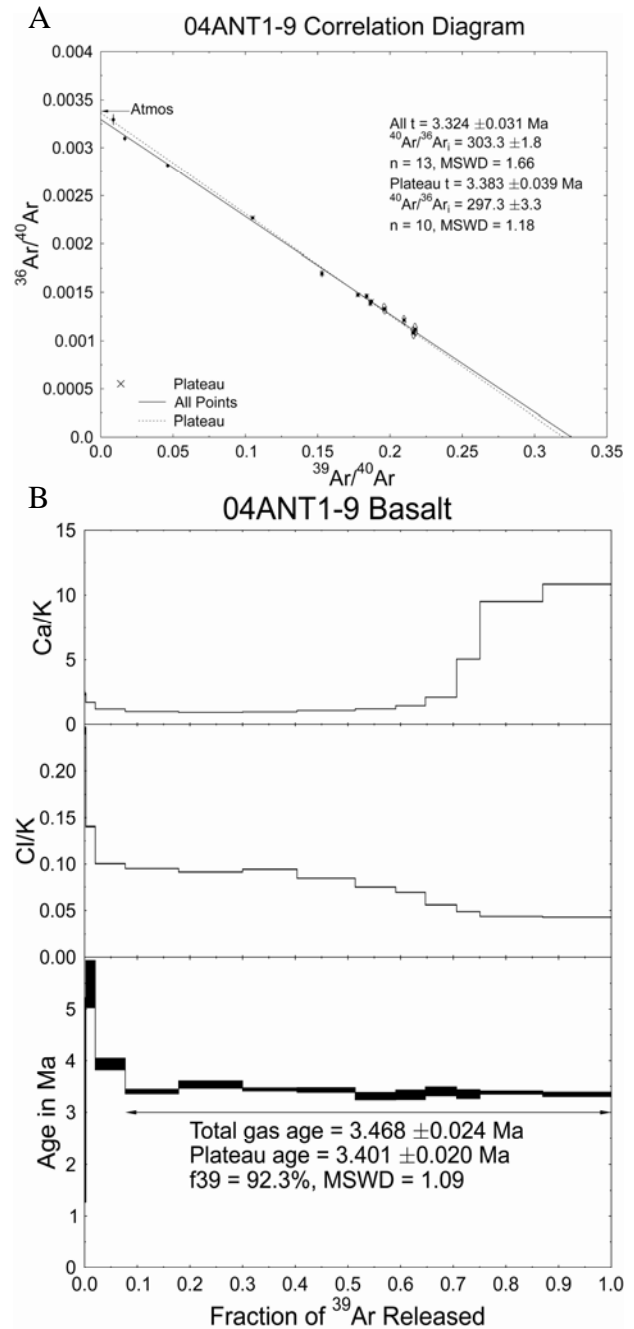 A
04ANT1-9 Correlation Diagram
0.004
0.0035
0.003
0.0025
0.002
0.0015
0.001
0.0005
0.0
³⁶Ar/⁴⁰Ar
Atmos
All t = 3.324 ±0.031 Ma
⁴⁰Ar/³⁶Arᵢ = 303.3 ±1.8
n = 13, MSWD = 1.66
Plateau t = 3.383 ±0.039 Ma
⁴⁰Ar/³⁶Arᵢ = 297.3 ±3.3
n = 10, MSWD = 1.18
Plateau
All Points
Plateau
0.0 0.05 0.10 0.15 0.20 0.25 0.30 0.35
³⁹Ar/⁴⁰Ar
B
04ANT1-9 Basalt
15
10
5
0
Ca/K
0.20
0.15
0.10
0.05
0.00
Cl/K
5
4
3
2
1
0
Age in Ma
Total gas age = 3.468 ±0.024 Ma
Plateau age = 3.401 ±0.020 Ma
f39 = 92.3%, MSWD = 1.09
0.0 0.1 0.2 0.3 0.4 0.5 0.6 0.7 0.8 0.9 1.0
Fraction of ³⁹Ar Released